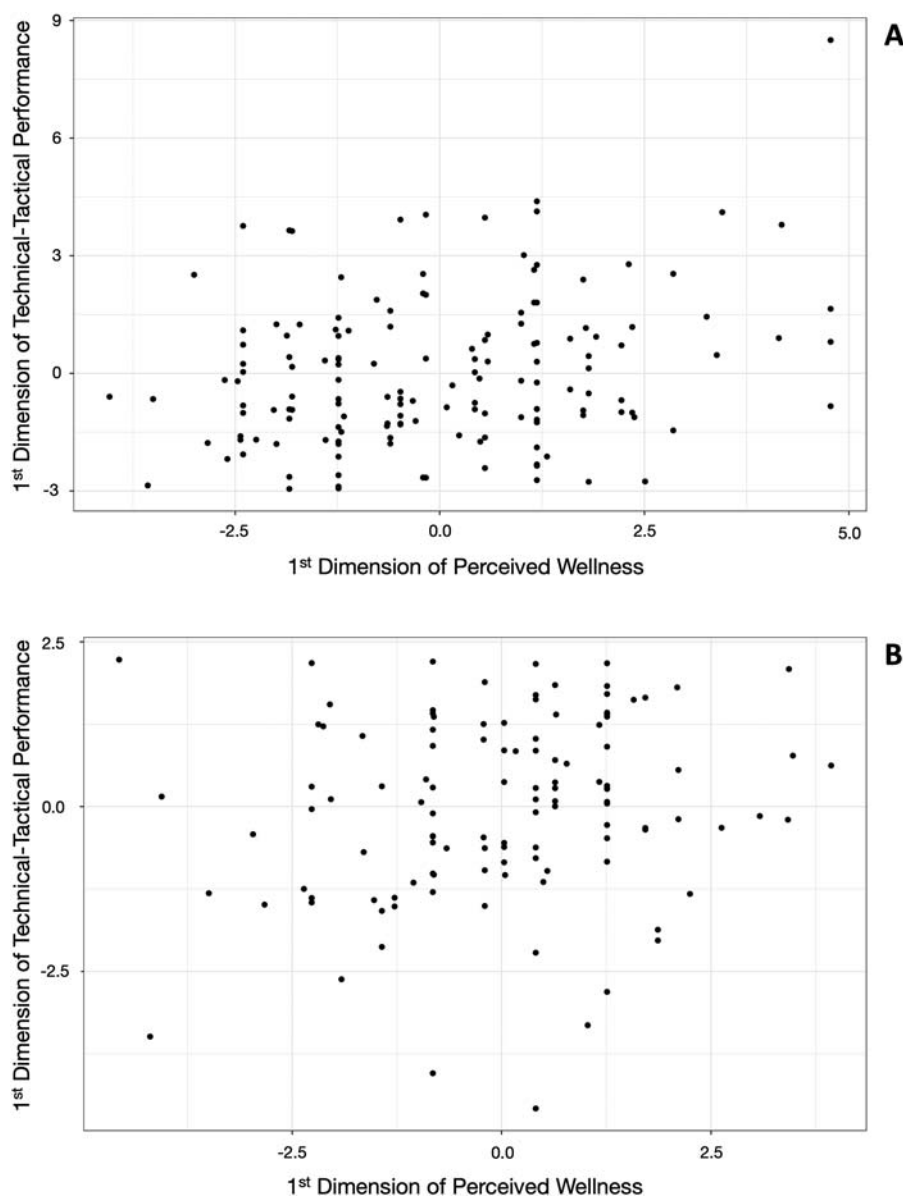 A
9
6
3
0
-3
1st Dimension of Technical-Tactical Performance
-2.5 0.0 2.5 5.0
1st Dimension of Perceived Wellness
B
2.5
0.0
-2.5
1st Dimension of Technical-Tactical Performance
-2.5 0.0 2.5
1st Dimension of Perceived Wellness